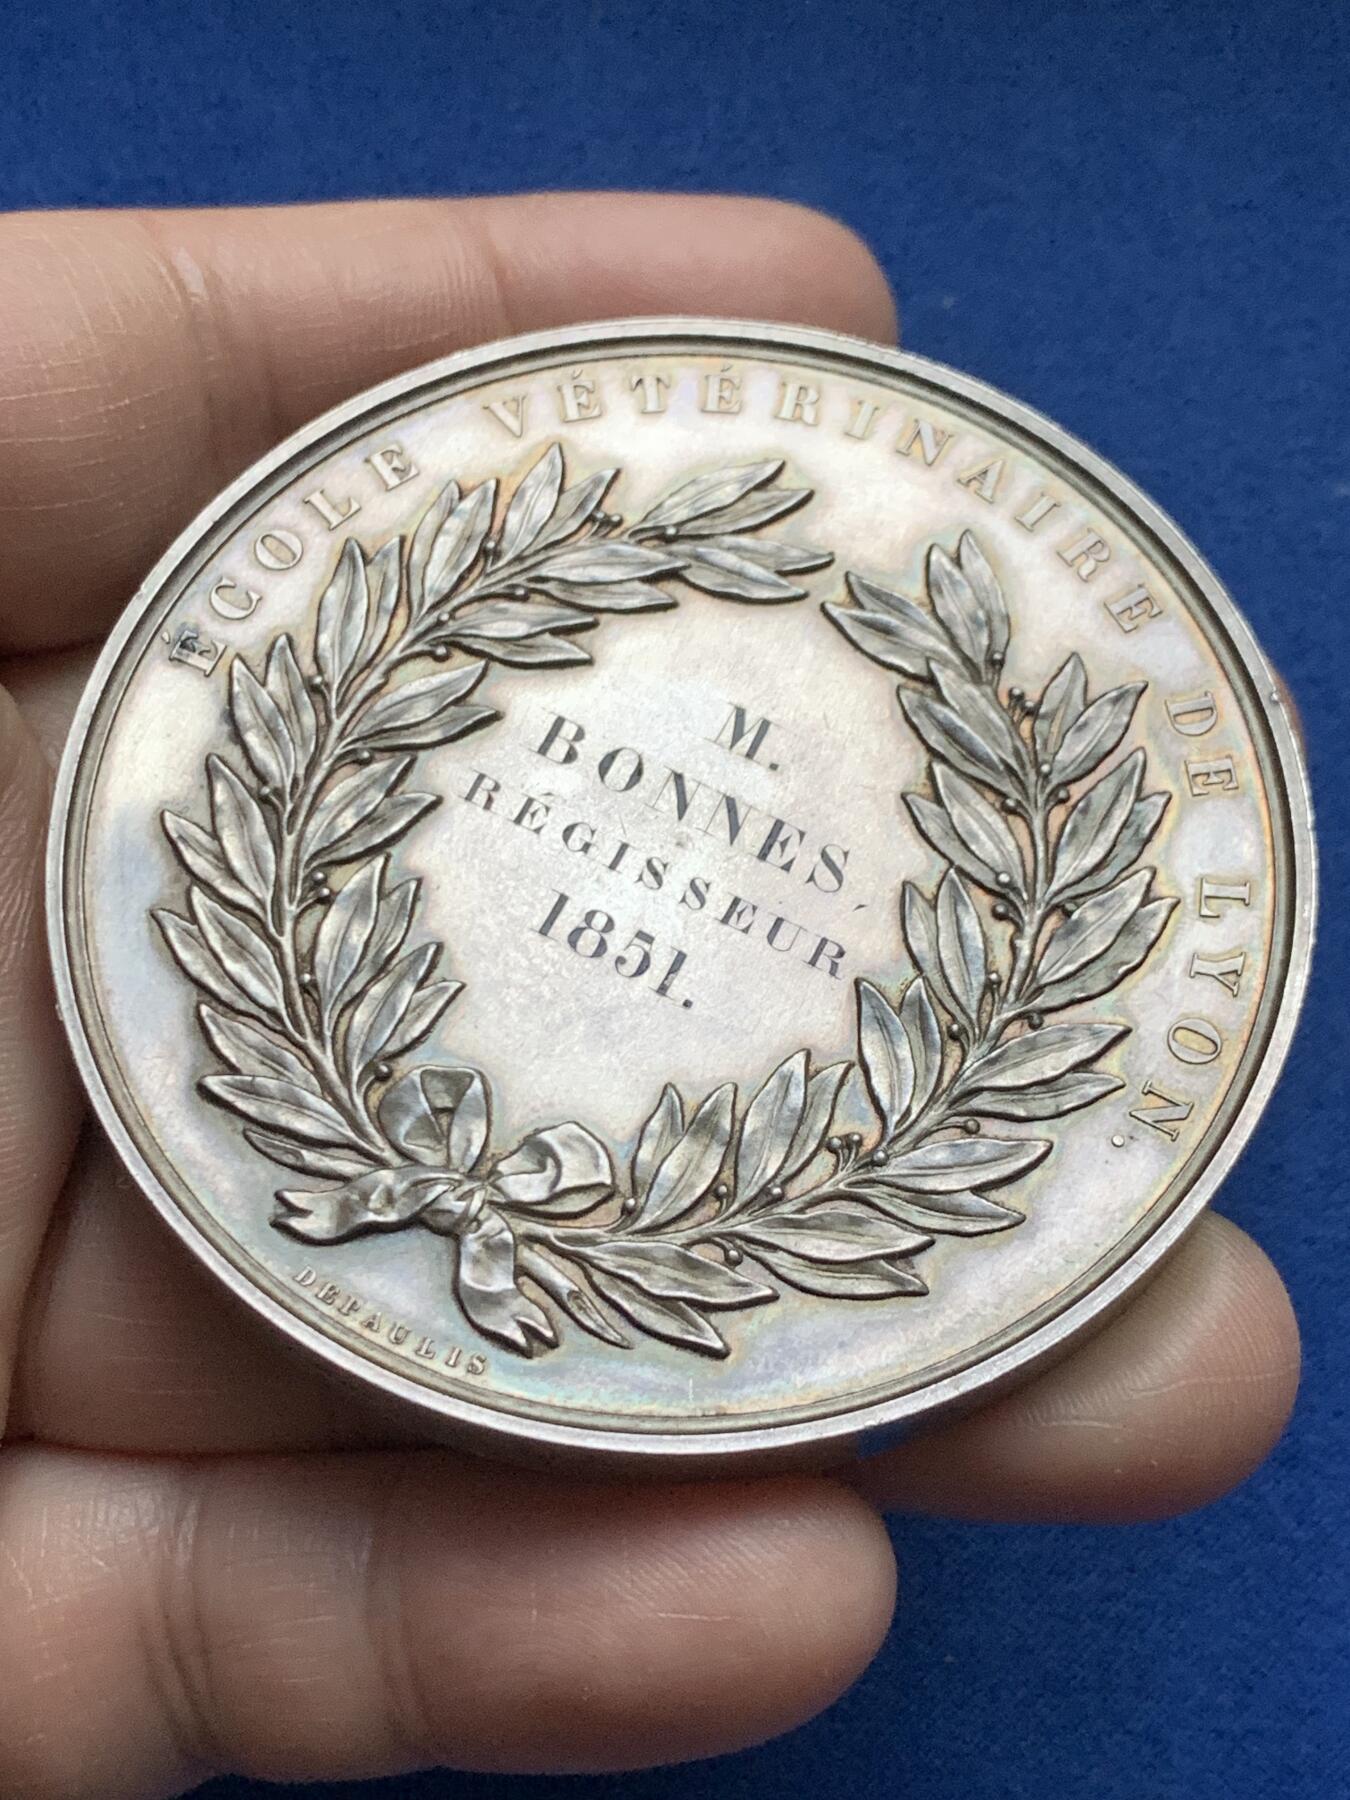 ÉCOLE VÉTÉRINAIRE DE LYON.
M.
BONNES,
RÉGISSEUR
1851.
DEPAULIS